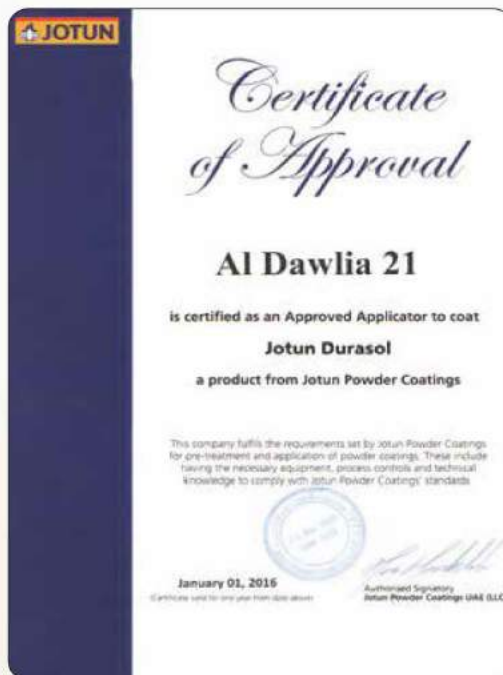 JOTUN
Certificate
of Approval
Al Dawlia 21
is certified as an Approved Applicator to coat
Jotun Durasol
a product from Jotun Powder Coatings
This company fulfils the requirements set by Jotun Powder Coatings
for pre-treatment and application of powder coatings. These include
having the necessary equipment, process controls and technical
knowledge to comply with Jotun Powder Coatings' standards
January 01, 2016
(Certificate valid for one year from date above)
Authorised Signatory
Jotun Powder Coatings UAE (LLC)